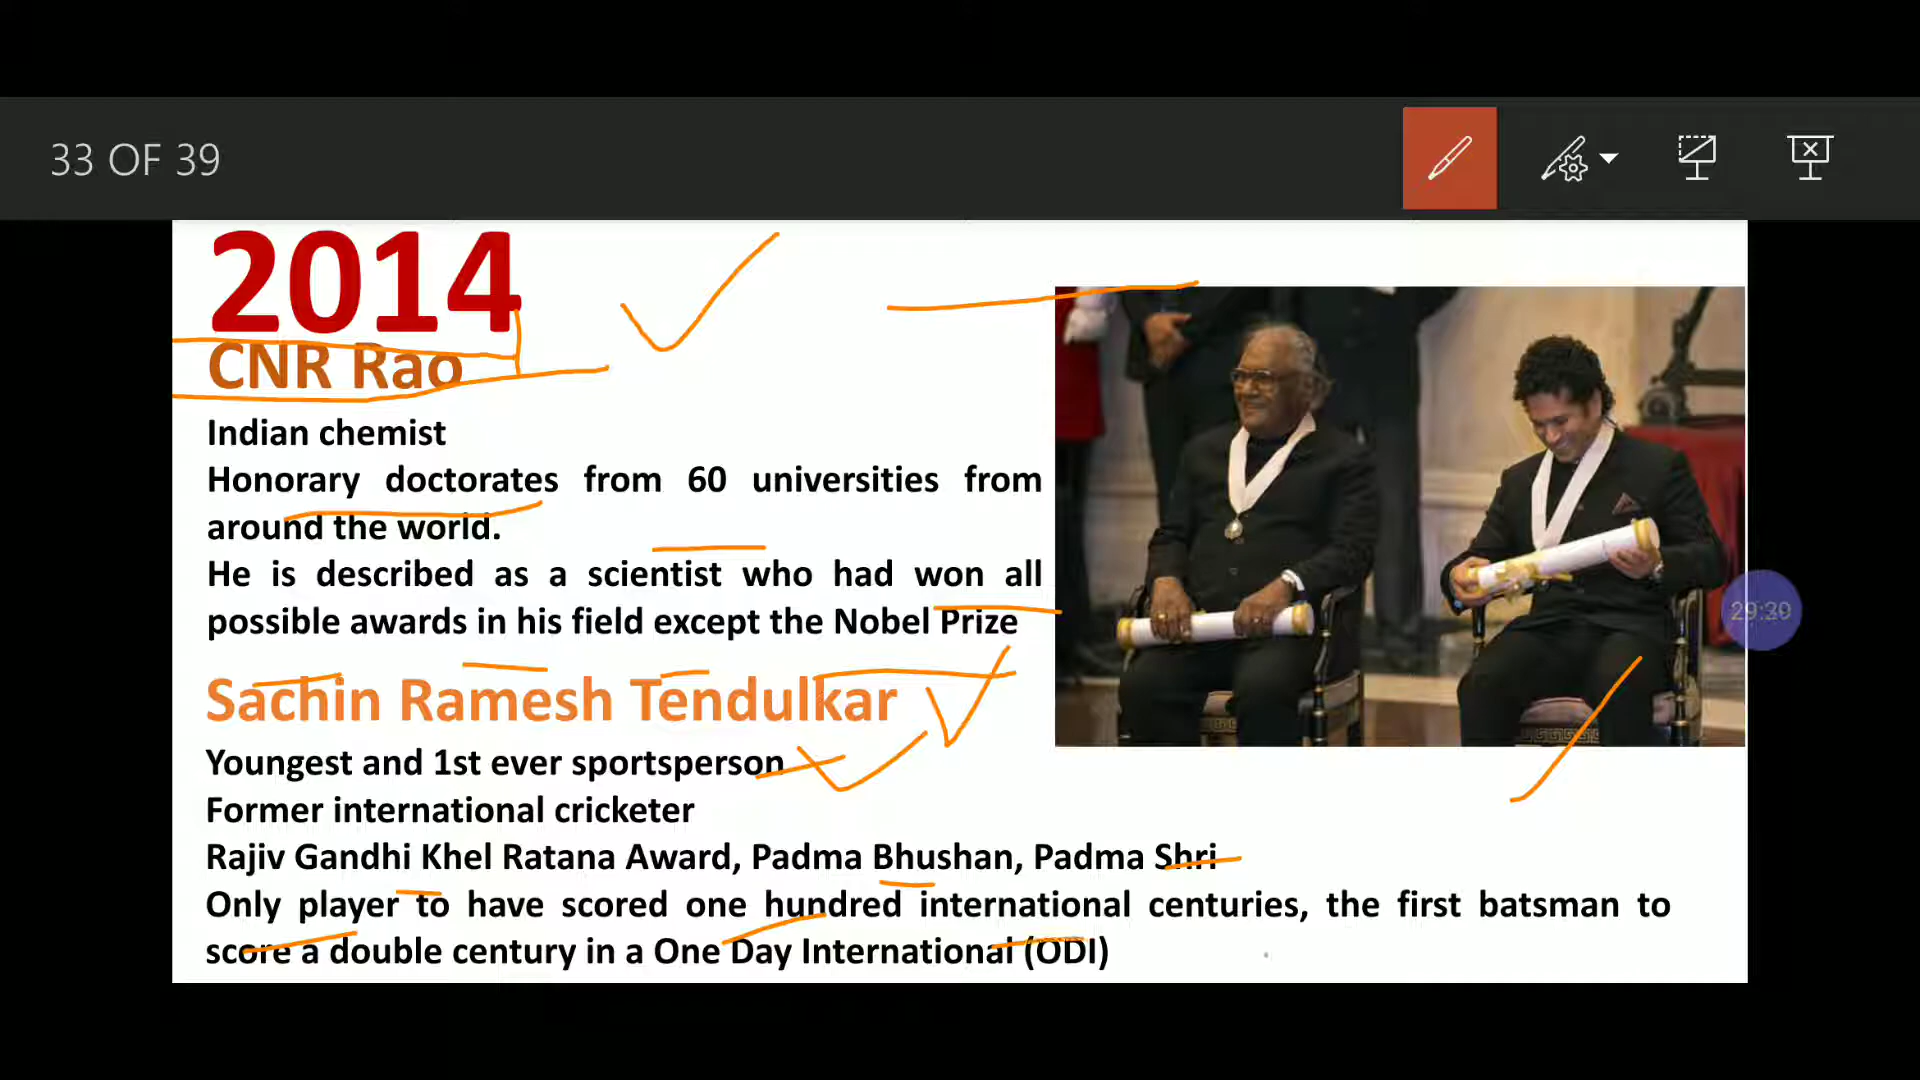 33 OF 39
2014
CNR Rao
Indian chemist
Honorary doctorates from 60 universities from
around the world.
He is described as a scientist who had won all
possible awards in his field except the Nobel Prize
29:20
Sachin Ramesh Tendulkar
Youngest and 1st ever sportsperson
Former international cricketer
Rajiv Gandhi Khel Ratana Award, Padma Bhushan, Padma Shri
Only player to have scored one hundred international centuries, the first batsman to
score a double century in a One Day International (ODI)